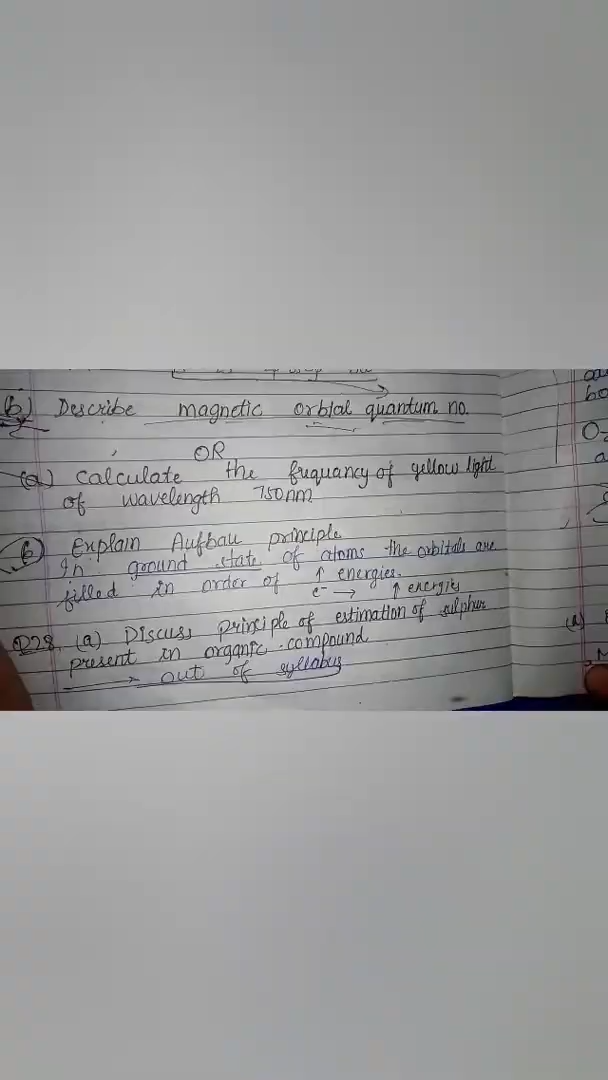 (b) Describe magnetic orbtal quantum no.
OR
(a) Calculate the fuquancy of yellow light
of wavelength 750nm
(b) Explain Aufbau principle
In ground state of atoms the orbitals are
filled in order of ↑ energies.
e⁻ → ↑ energies
Q28. (a) Discuss principle of estimation of sulphur
present in organic compound
→ out of syllabus
(a)